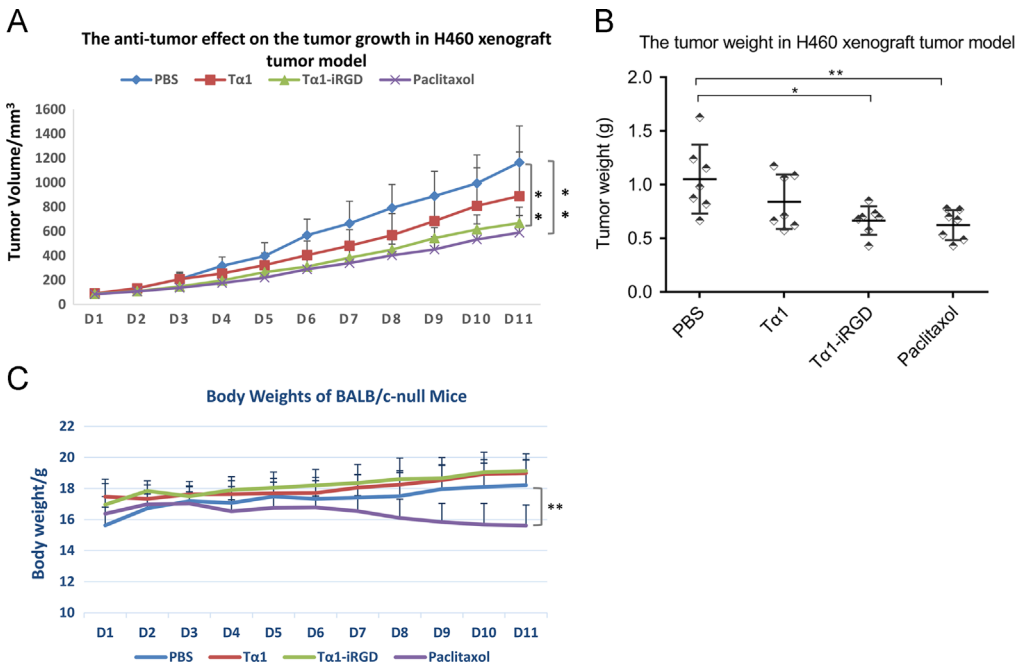 A
The anti-tumor effect on the tumor growth in H460 xenograft
tumor model
PBS Tα1 Tα1-iRGD Paclitaxol
Tumor Volume/mm³
1600
1400
1200
1000
800
600
400
200
0
D1 D2 D3 D4 D5 D6 D7 D8 D9 D10 D11
* *
* *
B
The tumor weight in H460 xenograft tumor model
Tumor weight (g)
2.0
1.5
1.0
0.5
0.0
**
*
PBS
Tα1
Tα1-iRGD
Paclitaxol
C
Body Weights of BALB/c-null Mice
Body weight/g
22
20
18
16
14
12
10
**
D1 D2 D3 D4 D5 D6 D7 D8 D9 D10 D11
PBS Tα1 Tα1-iRGD Paclitaxol